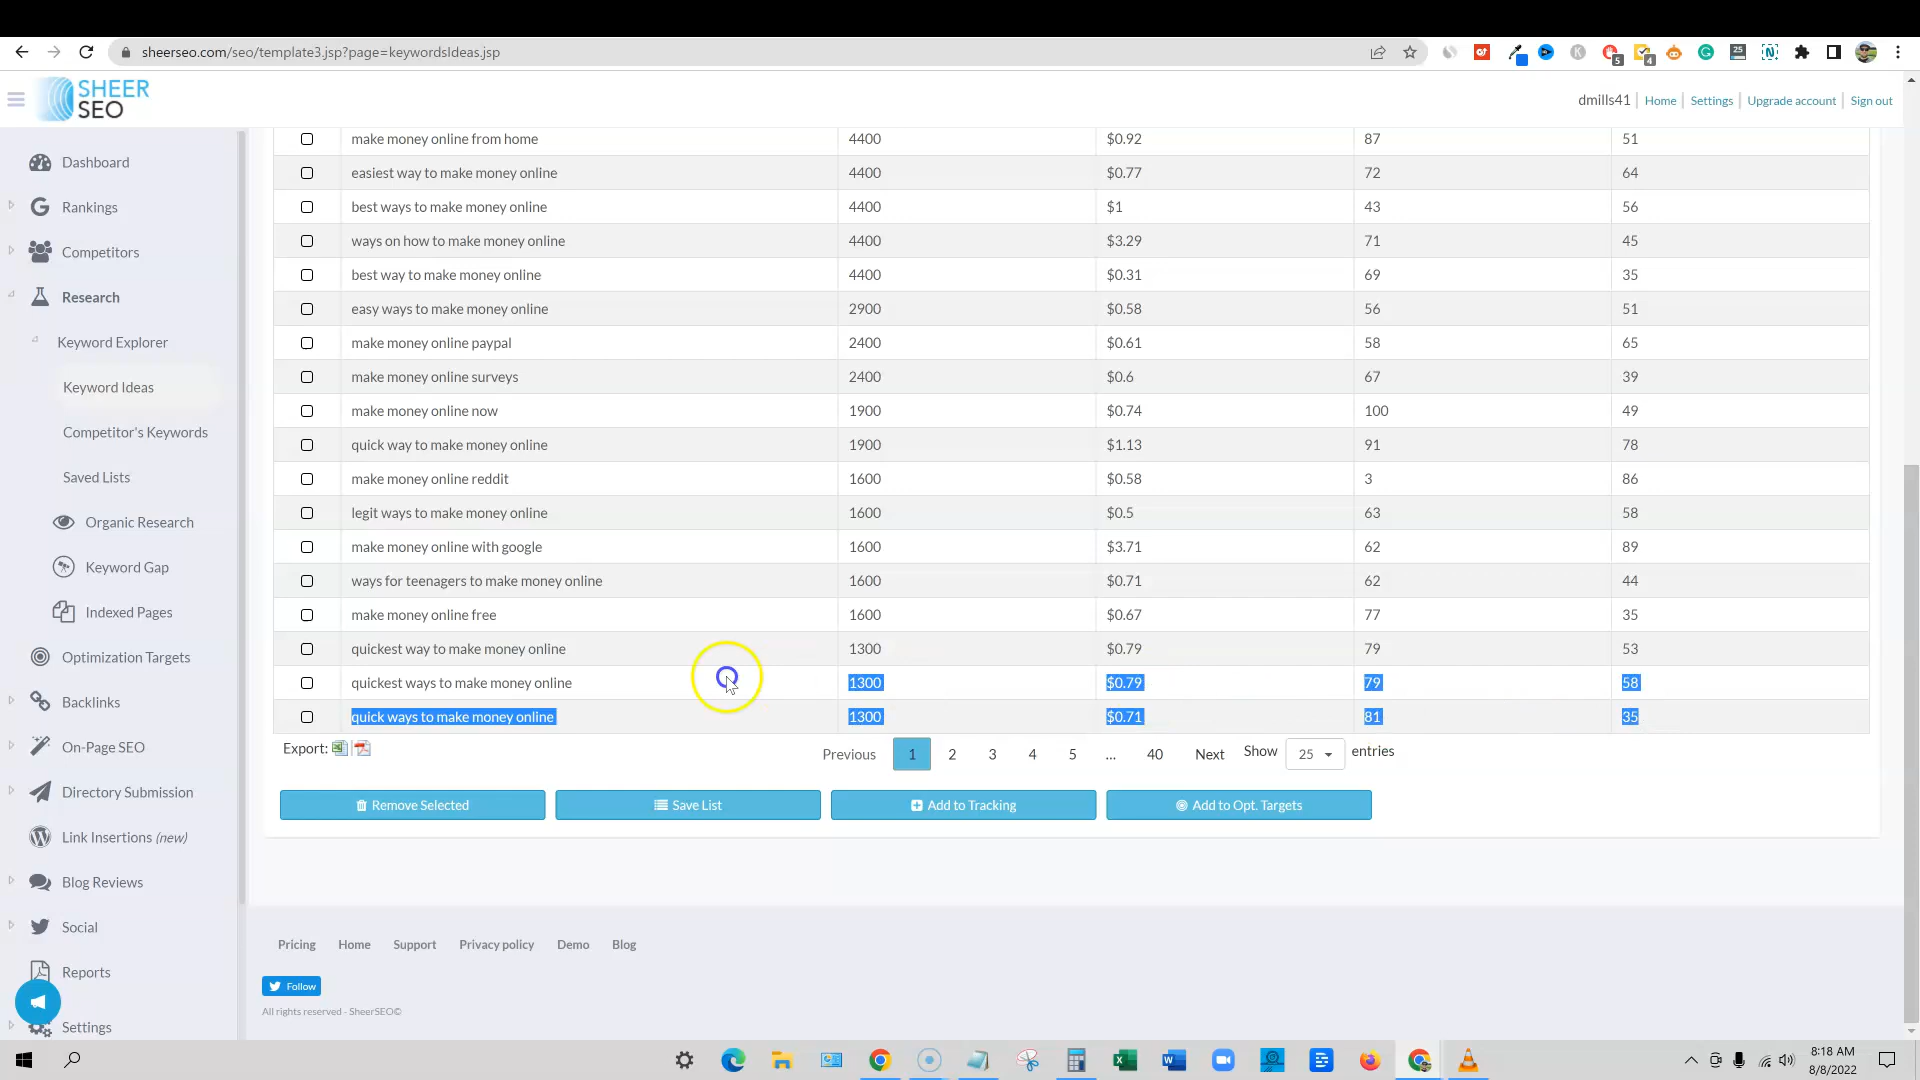 sheerseo.com/seo/template3.jsp?page=keywordsIdeas.jsp
5
4
25
SHEER
SEO
dmills41 | Home | Settings | Upgrade account | Sign out
Dashboard
Rankings
Competitors
Research
Keyword Explorer
Keyword Ideas
Competitor's Keywords
Saved Lists
Organic Research
Keyword Gap
Indexed Pages
Optimization Targets
Backlinks
On-Page SEO
Directory Submission
Link Insertions (new)
Blog Reviews
Social
Reports
Settings
make money online from home 4400 $0.92 87 51
easiest way to make money online 4400 $0.77 72 64
best ways to make money online 4400 $1 43 56
ways on how to make money online 4400 $3.29 71 45
best way to make money online 4400 $0.31 69 35
easy ways to make money online 2900 $0.58 56 51
make money online paypal 2400 $0.61 58 65
make money online surveys 2400 $0.6 67 39
make money online now 1900 $0.74 100 49
quick way to make money online 1900 $1.13 91 78
make money online reddit 1600 $0.58 3 86
legit ways to make money online 1600 $0.5 63 58
make money online with google 1600 $3.71 62 89
ways for teenagers to make money online 1600 $0.71 62 44
make money online free 1600 $0.67 77 35
quickest way to make money online 1300 $0.79 79 53
quickest ways to make money online 1300 $0.79 79 58
quick ways to make money online 1300 $0.71 81 35
Export:
Previous 1 2 3 4 5 ... 40 Next Show 25 entries
Remove Selected
Save List
Add to Tracking
Add to Opt. Targets
Pricing Home Support Privacy policy Demo Blog
Follow
All rights reserved - SheerSEO©
8:18 AM
8/8/2022